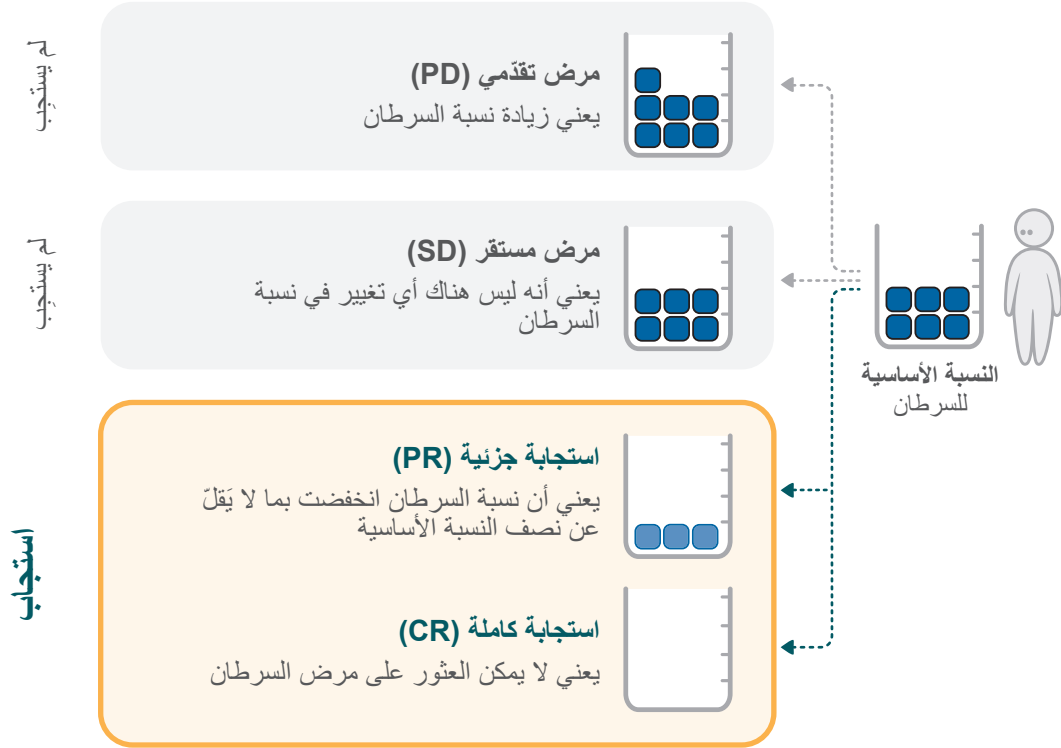 لم يستجب
مرض تقدّمي (PD)
يعني زيادة نسبة السرطان
لم يستجب
مرض مستقر (SD)
يعني أنه ليس هناك أي تغيير في نسبة
السرطان
النسبة الأساسية
للسرطان
استجاب
استجابة جزئية (PR)
يعني أن نسبة السرطان انخفضت بما لا يَقلّ
عن نصف النسبة الأساسية
استجابة كاملة (CR)
يعني لا يمكن العثور على مرض السرطان